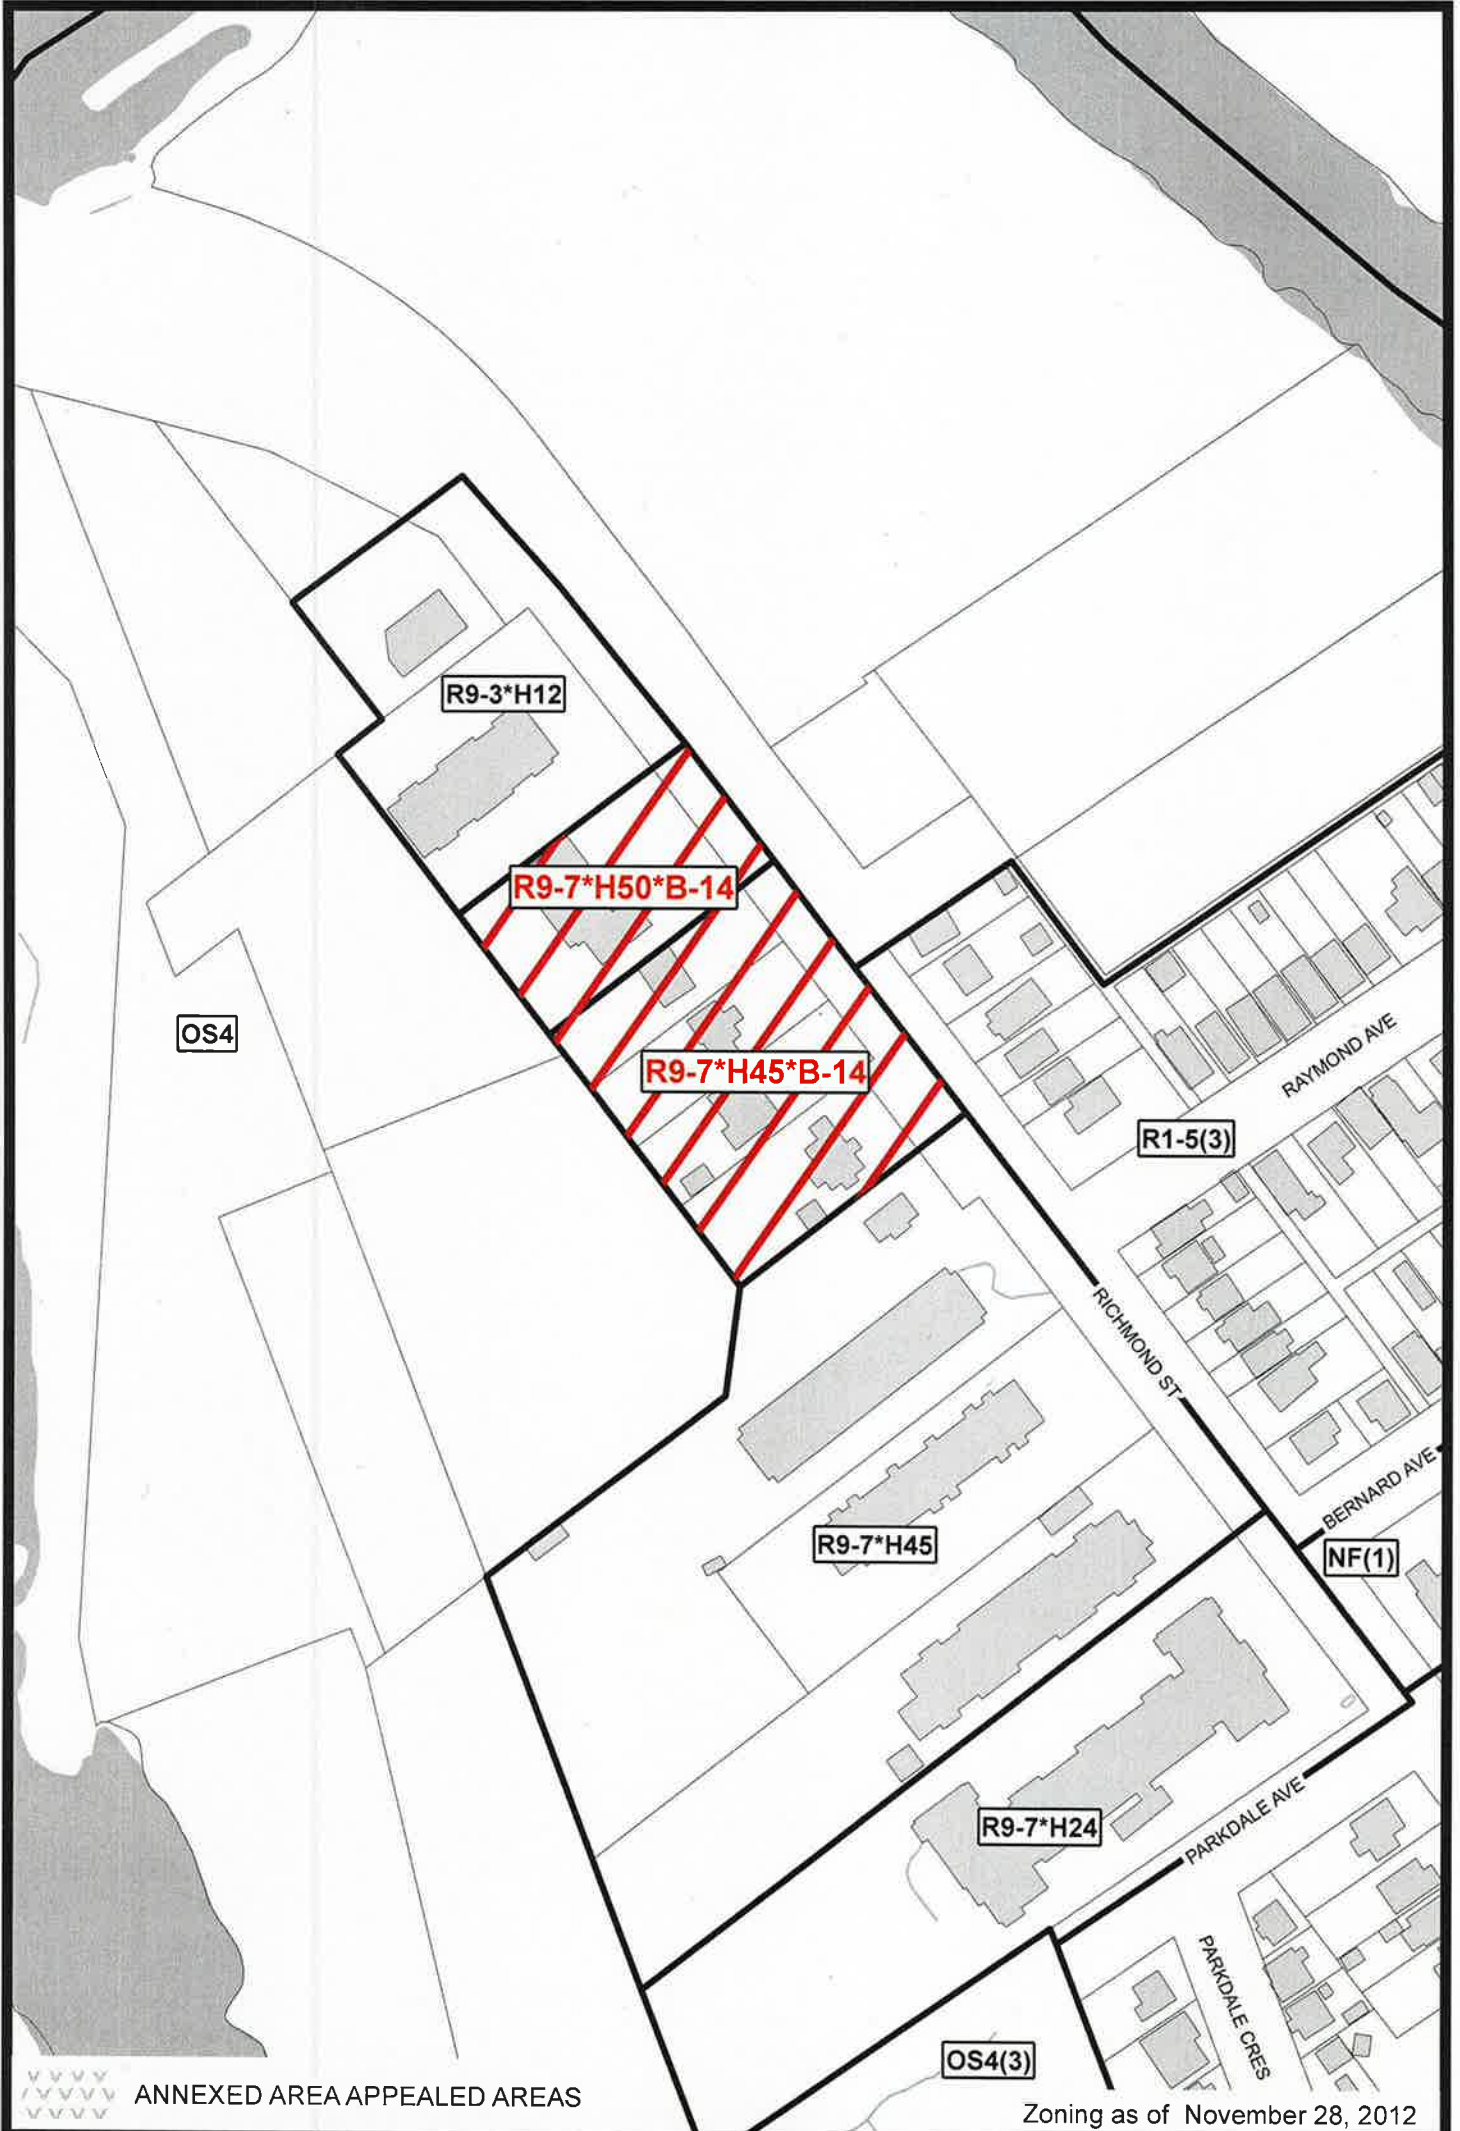 R9-3*H12
R9-7*H50*B-14
OS4
R9-7*H45*B-14
RAYMOND AVE
R1-5(3)
RICHMOND ST
BERNARD AVE
R9-7*H45
NF(1)
R9-7*H24
PARKDALE AVE
PARKDALE CRES
OS4(3)
ANNEXED AREA APPEALED AREAS
Zoning as of November 28, 2012